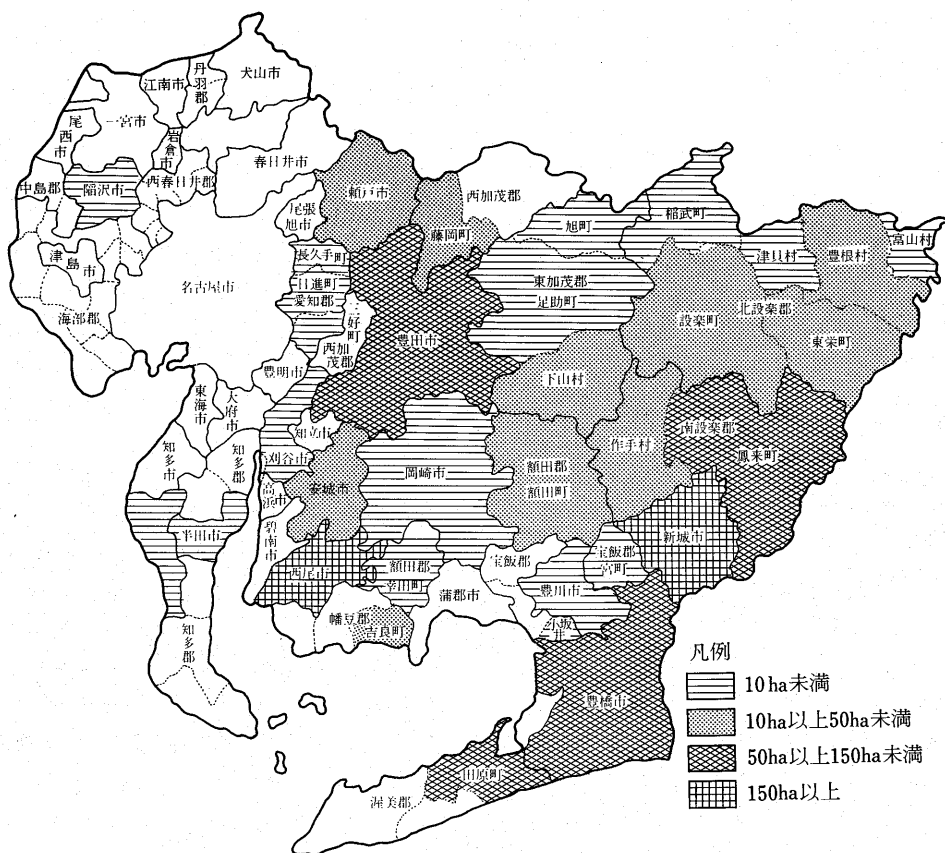 犬山市
丹羽郡
江南市
一宮市
尾西市
岩倉市
春日井市
西春日井郡
中島郡
稲沢市
瀬戸市
尾張旭市
藤岡町
西加茂郡
旭町
稲武町
津具村
豊根村
富山村
津島市
名古屋市
長久手町
日進町
愛知郡
東加茂郡
足助町
北設楽郡
設楽町
東栄町
海部郡
三好町
西加茂郡
豊田市
豊明市
下山村
東海市
大府市
知立市
刈谷市
知多市
知多郡
岡崎市
額田郡
額田町
作手村
南設楽郡
鳳来町
高浜市
安城市
碧南市
半田市
新城市
西尾市
額田郡
幸田町
宝飯郡
宝飯郡
一宮町
豊川市
蒲郡市
幡豆郡
吉良町
小坂井
知多郡
豊橋市
田原町
渥美郡
凡例
10ha未満
10ha以上50ha未満
50ha以上150ha未満
150ha以上